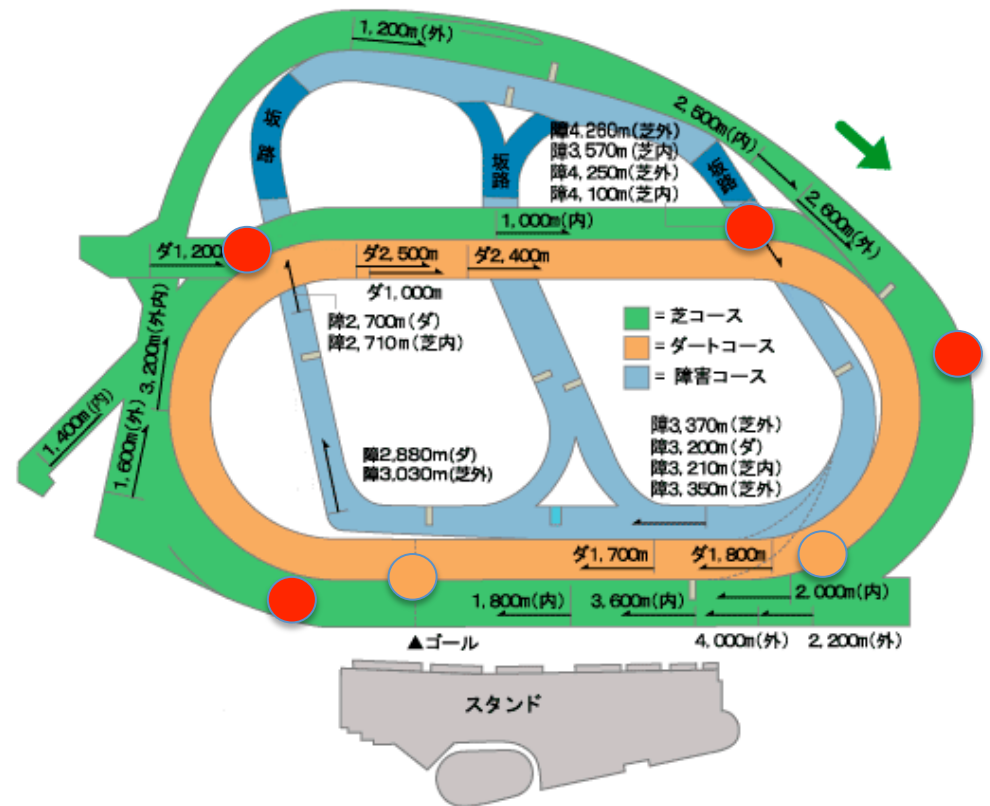 1,200m(外)
2,500m(内)
坂路
坂路
障4,260m(芝外)
障3,570m(芝内)
障4,250m(芝外)
障4,100m(芝内)
坂路
2,600m(外)
1,000m(内)
ダ1,200
ダ2,500m
ダ2,400m
ダ1,000m
障2,700m(ダ)
障2,710m(芝内)
= 芝コース
= ダートコース
= 障害コース
3,200m(外内)
1,400m(内)
1,600m(外)
障2,880m(ダ)
障3,030m(芝外)
障3,370m(芝外)
障3,200m(ダ)
障3,210m(芝内)
障3,350m(芝外)
ダ1,700m
ダ1,800m
1,800m(内)
3,600m(内)
2,000m(内)
▲ゴール
4,000m(外)
2,200m(外)
スタンド